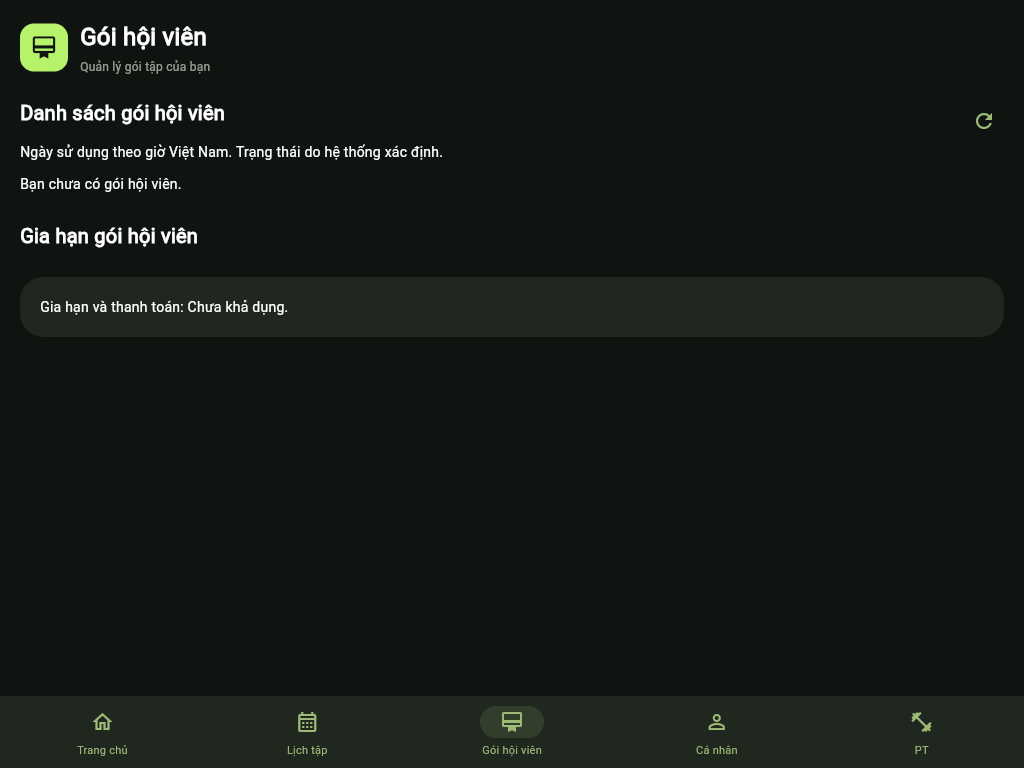 Gói hội viên
Quản lý gói tập của bạn
Danh sách gói hội viên
Ngày sử dụng theo giờ Việt Nam. Trạng thái do hệ thống xác định.
Bạn chưa có gói hội viên.
Gia hạn gói hội viên
Gia hạn và thanh toán: Chưa khả dụng.
Trang chủ
Lịch tập
Gói hội viên
Cá nhân
PT